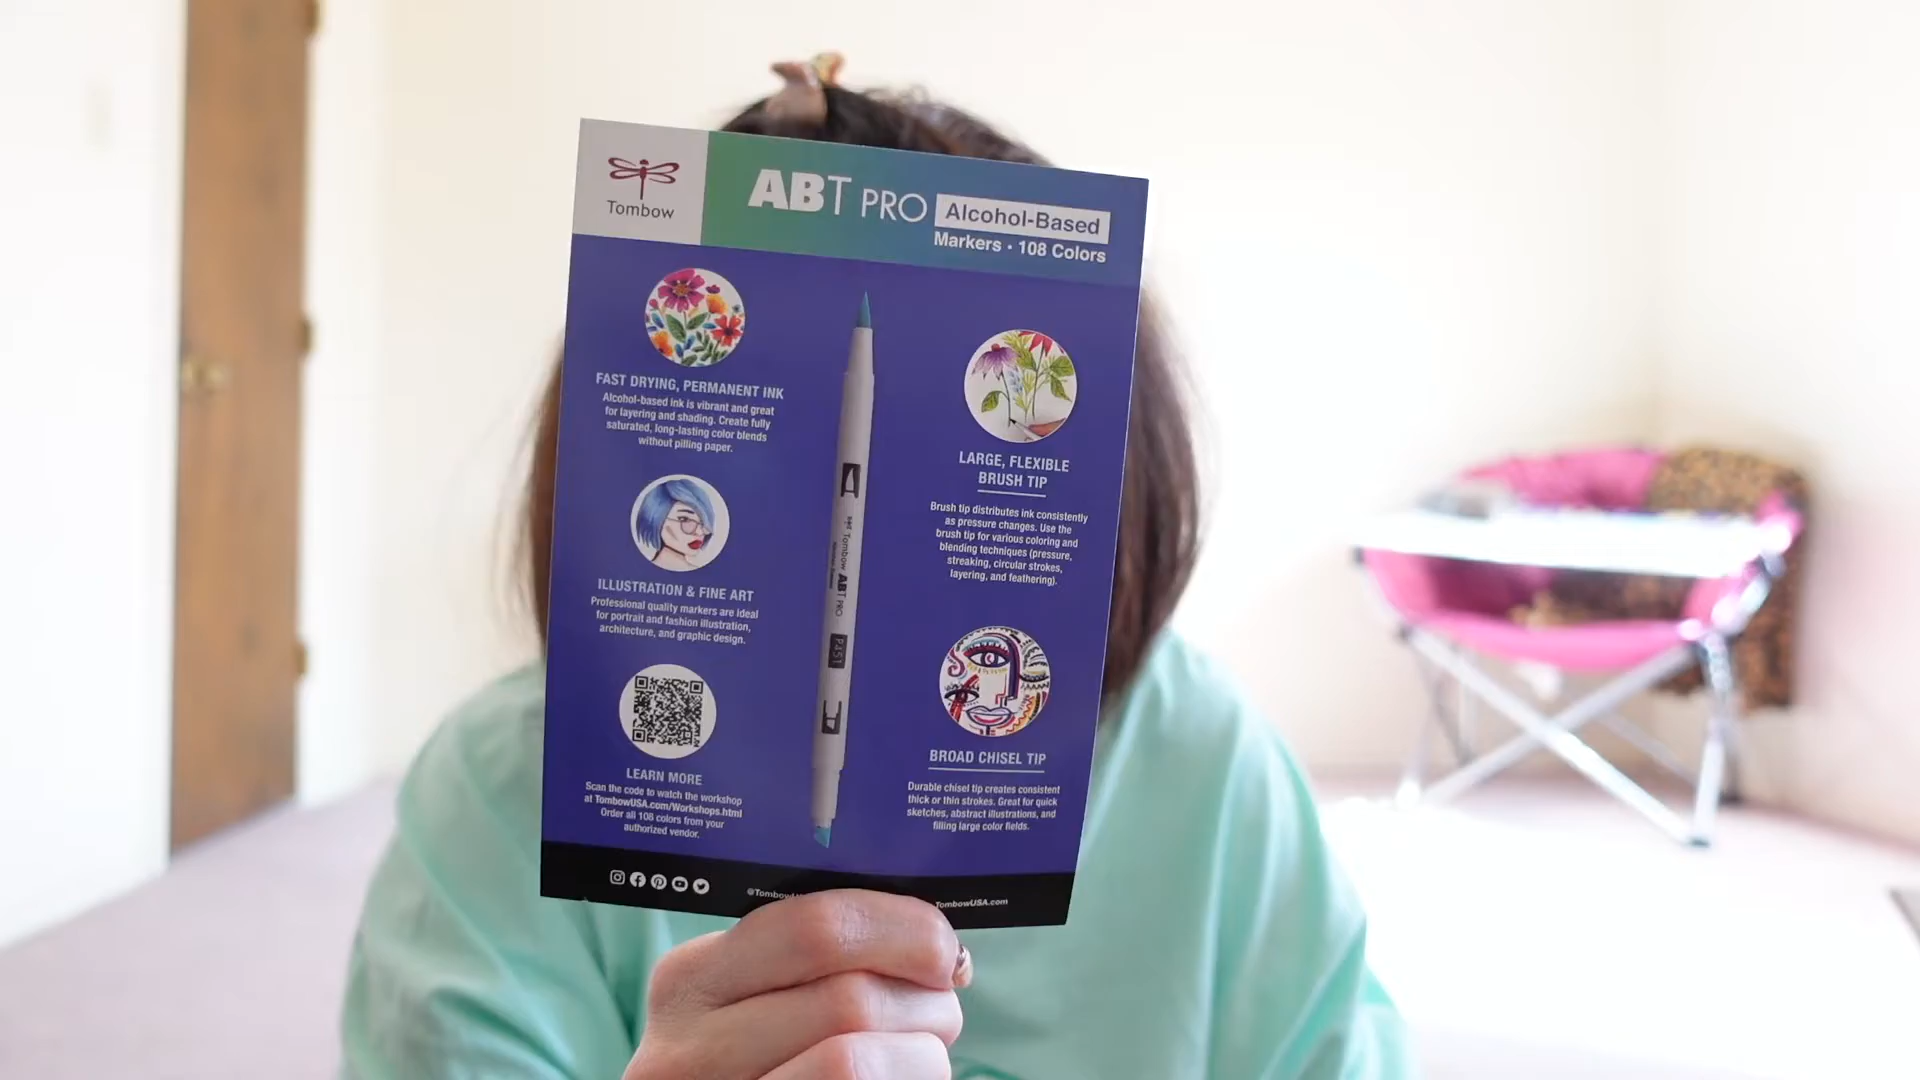 Tombow
ABT PRO Alcohol-Based
Markers • 108 Colors
FAST DRYING, PERMANENT INK
Alcohol-based ink is vibrant and great
for layering and shading. Create fully
saturated, long-lasting color blends
without pilling paper.
ILLUSTRATION & FINE ART
Professional quality markers are ideal
for portrait and fashion illustration,
architecture, and graphic design.
LEARN MORE
Scan the code to watch the workshop
at TombowUSA.com/Workshops.html
Order all 108 colors from your
authorized vendor.
Tombow ABT PRO
P451
LARGE, FLEXIBLE
BRUSH TIP
Brush tip distributes ink consistently
as pressure changes. Use the
brush tip for various coloring and
blending techniques (pressure,
streaking, circular strokes,
layering, and feathering).
BROAD CHISEL TIP
Durable chisel tip creates consistent
thick or thin strokes. Great for quick
sketches, abstract illustrations, and
filling large color fields.
TombowUSA.com